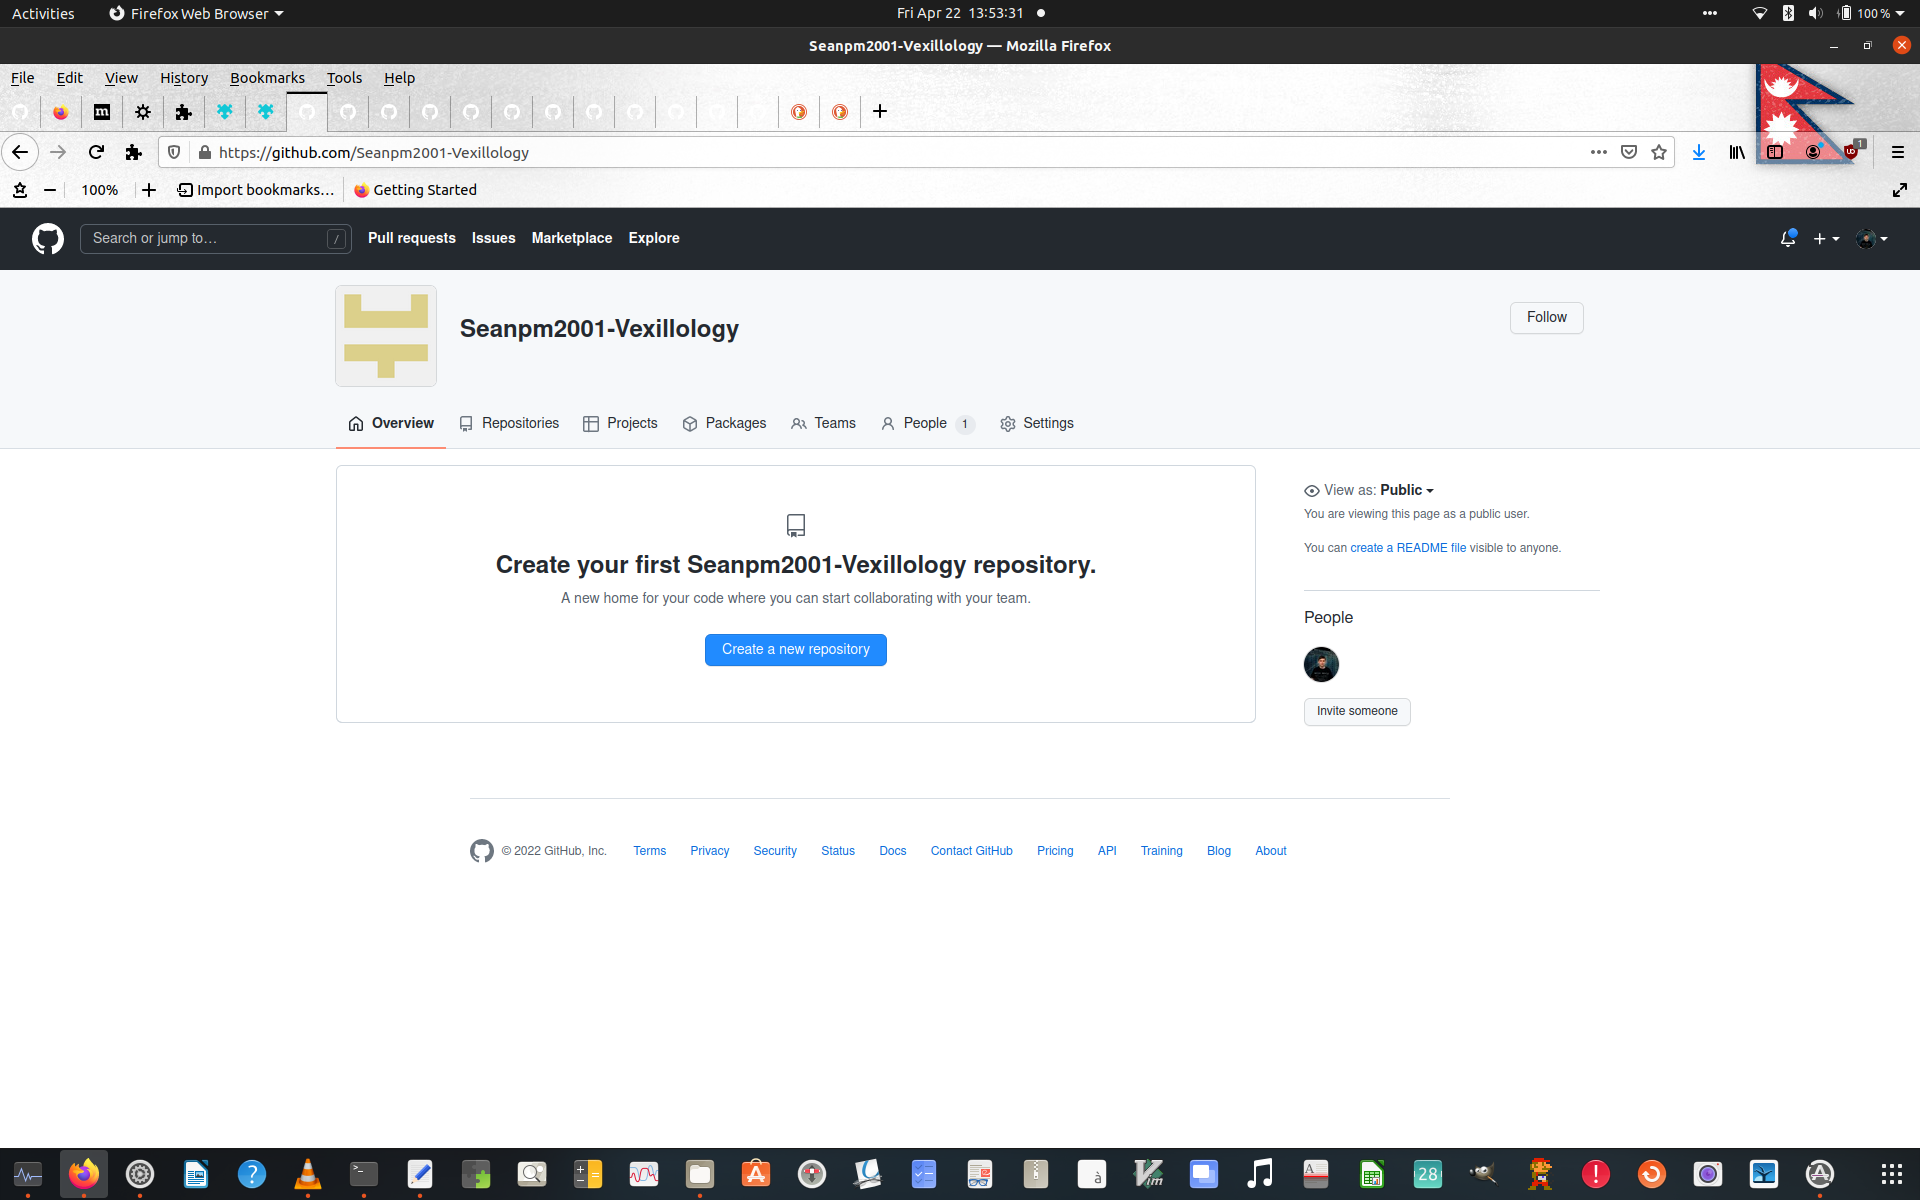 Activities Firefox Web Browser Fri Apr 22 13:53:31 100 %
Seanpm2001-Vexillology — Mozilla Firefox
File Edit View History Bookmarks Tools Help
https://github.com/Seanpm2001-Vexillology 1
100% Import bookmarks… Getting Started
Search or jump to… / Pull requests Issues Marketplace Explore
Seanpm2001-Vexillology
Follow
Overview Repositories Projects Packages Teams People 1 Settings
Create your first Seanpm2001-Vexillology repository.
A new home for your code where you can start collaborating with your team.
Create a new repository
View as: Public
You are viewing this page as a public user.
You can create a README file visible to anyone.
People
Invite someone
© 2022 GitHub, Inc. Terms Privacy Security Status Docs Contact GitHub Pricing API Training Blog About
28